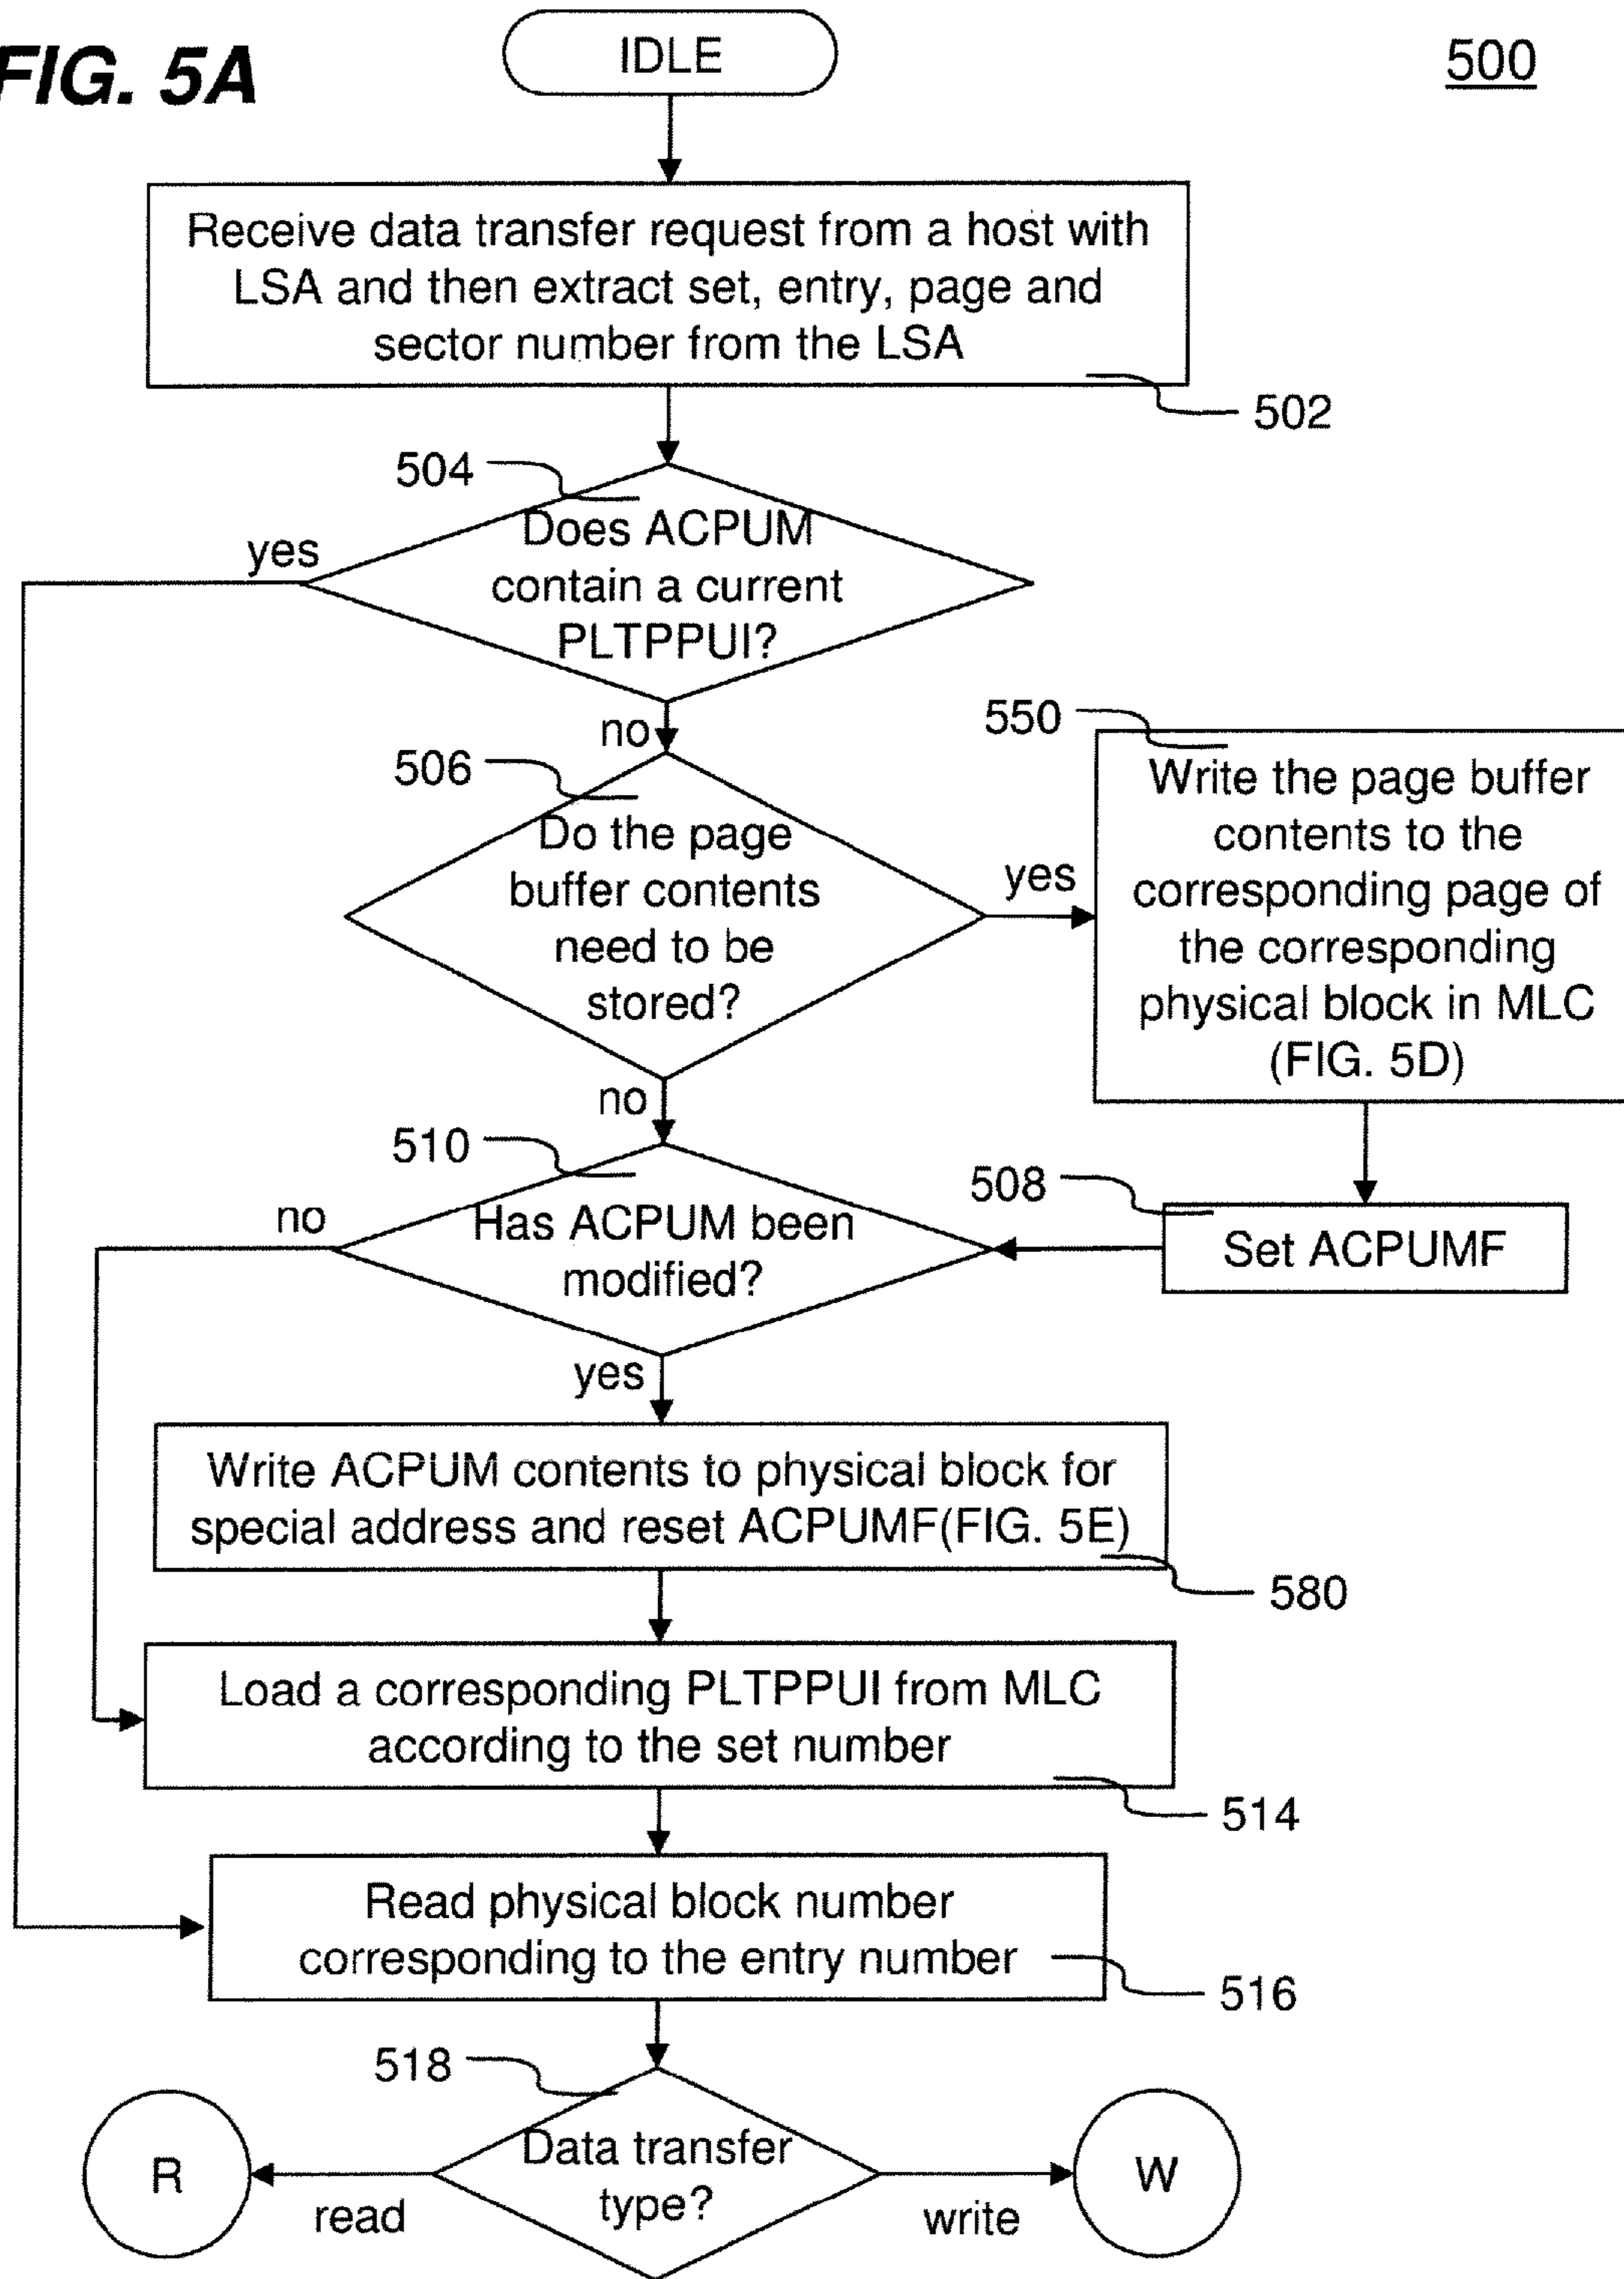 FIG. 5A
IDLE
500
Receive data transfer request from a host with
LSA and then extract set, entry, page and
sector number from the LSA
502
504
Does ACPUM
contain a current
PLTPPUI?
yes
no
506
Do the page
buffer contents
need to be
stored?
yes
550
Write the page buffer
contents to the
corresponding page of
the corresponding
physical block in MLC
(FIG. 5D)
no
510
Has ACPUM been
modified?
no
508
Set ACPUMF
yes
Write ACPUM contents to physical block for
special address and reset ACPUMF(FIG. 5E)
580
Load a corresponding PLTPPUI from MLC
according to the set number
514
Read physical block number
corresponding to the entry number
516
518
Data transfer
type?
R
read
write
W